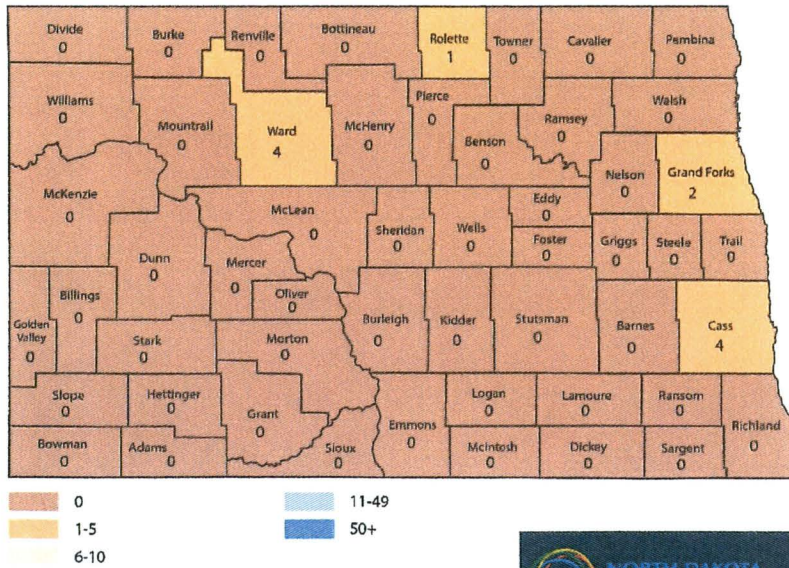 Divide
0
Burke
0
Renville
0
Bottineau
0
Rolette
1
Towner
0
Cavalier
0
Pembina
0
Williams
0
Mountrail
0
Ward
4
McHenry
0
Pierce
0
Benson
0
Ramsey
0
Walsh
0
McKenzie
0
McLean
0
Sheridan
0
Wells
0
Eddy
0
Foster
0
Nelson
0
Grand Forks
2
Griggs
0
Steele
0
Trail
0
Dunn
0
Mercer
0
Oliver
0
Billings
0
Golden
Valley
0
Stark
0
Morton
0
Burleigh
0
Kidder
0
Stutsman
0
Barnes
0
Cass
4
Slope
0
Hettinger
0
Grant
0
Bowman
0
Adams
0
Sioux
0
Emmons
0
Logan
0
McIntosh
0
Lamoure
0
Dickey
0
Ransom
0
Sargent
0
Richland
0
0
1-5
6-10
11-49
50+
NORTH DAKOTA